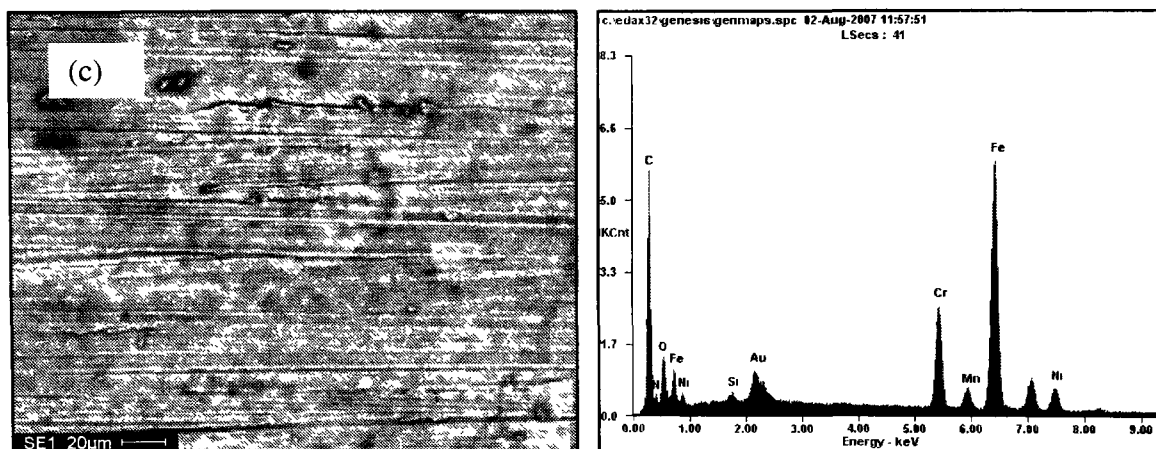 (c)
SE1 20µm
c:\edax32\genesis\genmaps.spc 02-Aug-2007 11:57:51
LSecs : 41
8.3
6.6
5.0
KCnt
3.3
1.7
0.0
C
N
O
Fe
Ni
Si
Au
Cr
Mn
Fe
Ni
0.00 1.00 2.00 3.00 4.00 5.00 6.00 7.00 8.00 9.00
Energy - keV